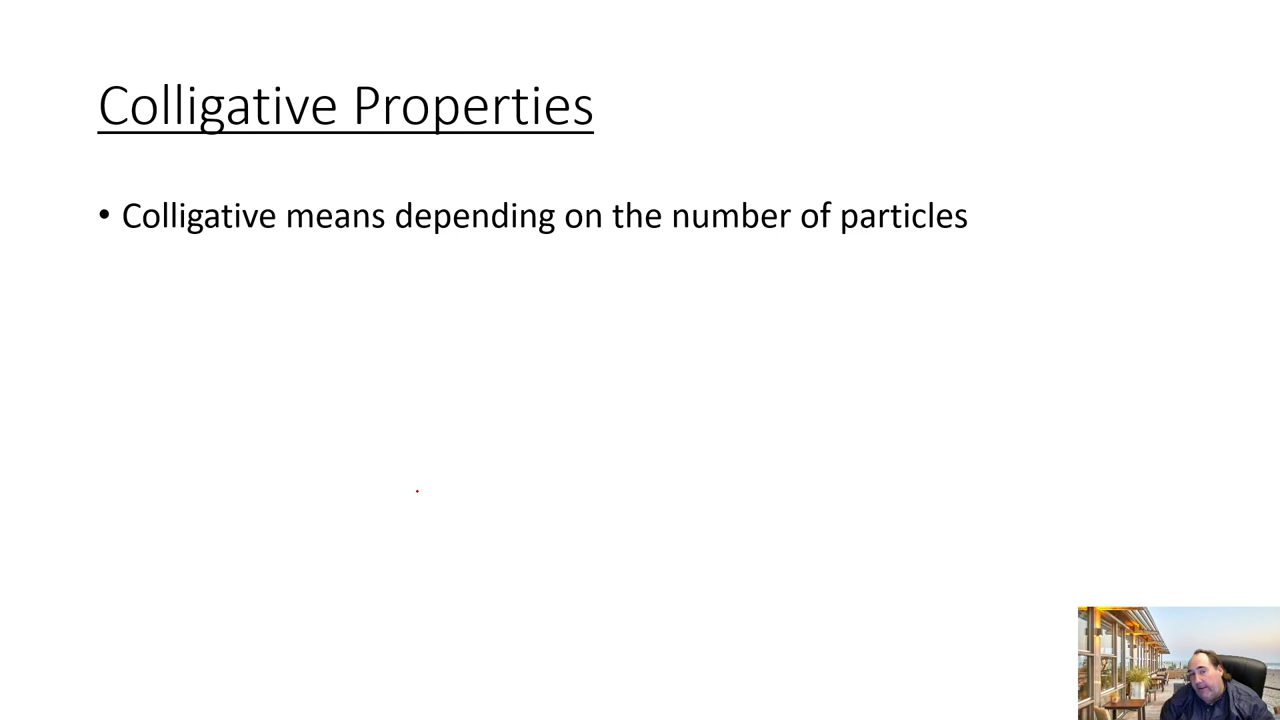 Colligative Properties
• Colligative means depending on the number of particles